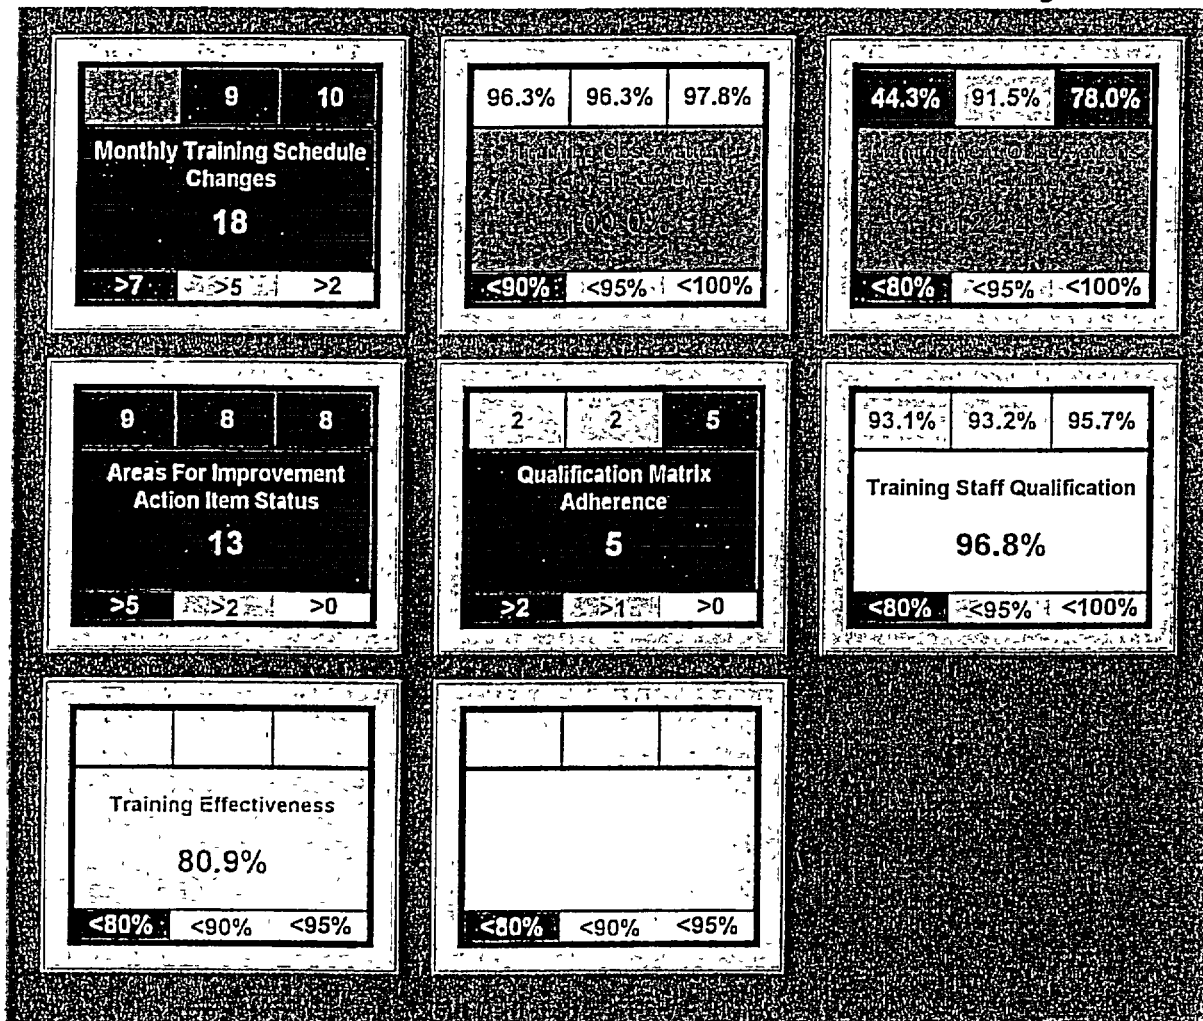 9 10
Monthly Training Schedule
Changes
18
>7 >5 >2
96.3% 96.3% 97.8%
<90% <95% <100%
44.3% 91.5% 78.0%
<80% <95% <100%
9 8 8
Areas For Improvement
Action Item Status
13
>5 >2 >0
2 2 5
Qualification Matrix
Adherence
5
>2 >1 >0
93.1% 93.2% 95.7%
Training Staff Qualification
96.8%
<80% <95% <100%
Training Effectiveness
80.9%
<80% <90% <95%
<80% <90% <95%